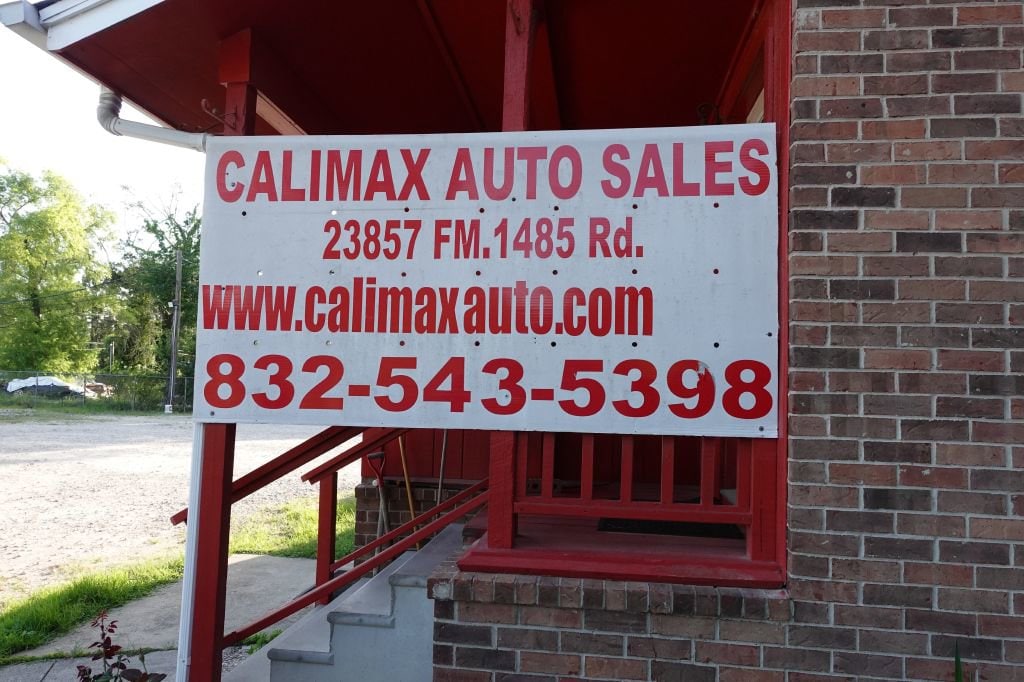 CALIMAX AUTO SALES
23857 FM.1485 Rd.
www.calimaxauto.com
832-543-5398